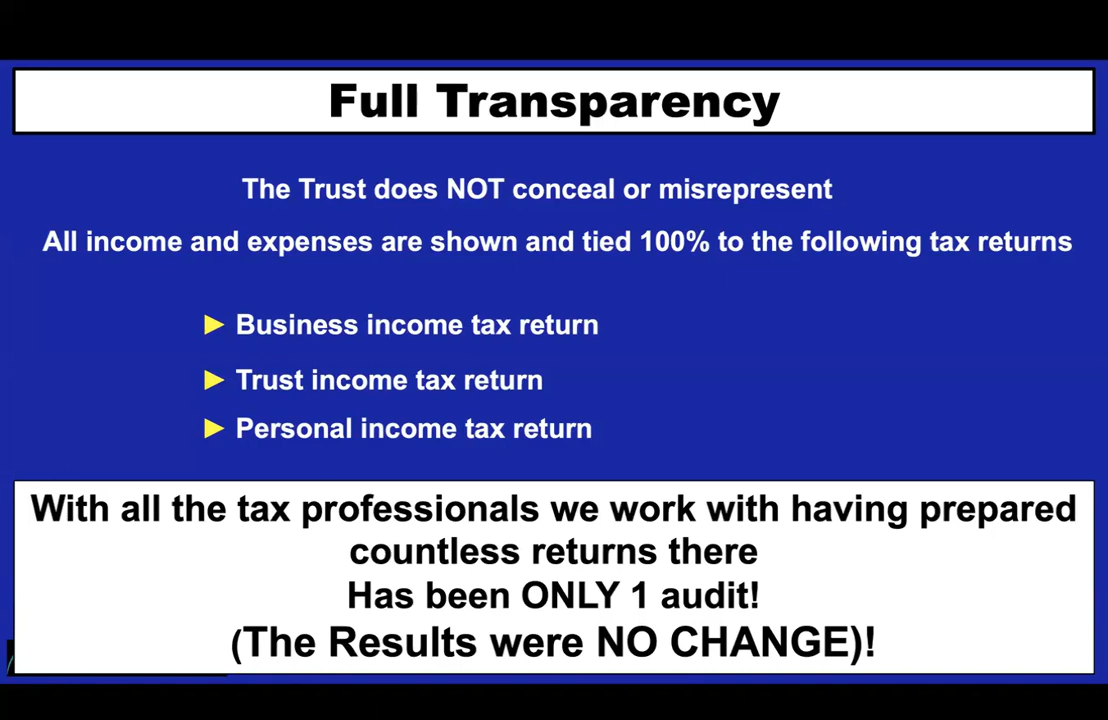 Full Transparency
The Trust does NOT conceal or misrepresent
All income and expenses are shown and tied 100% to the following tax returns
► Business income tax return
► Trust income tax return
► Personal income tax return
With all the tax professionals we work with having prepared
countless returns there
Has been ONLY 1 audit!
(The Results were NO CHANGE)!